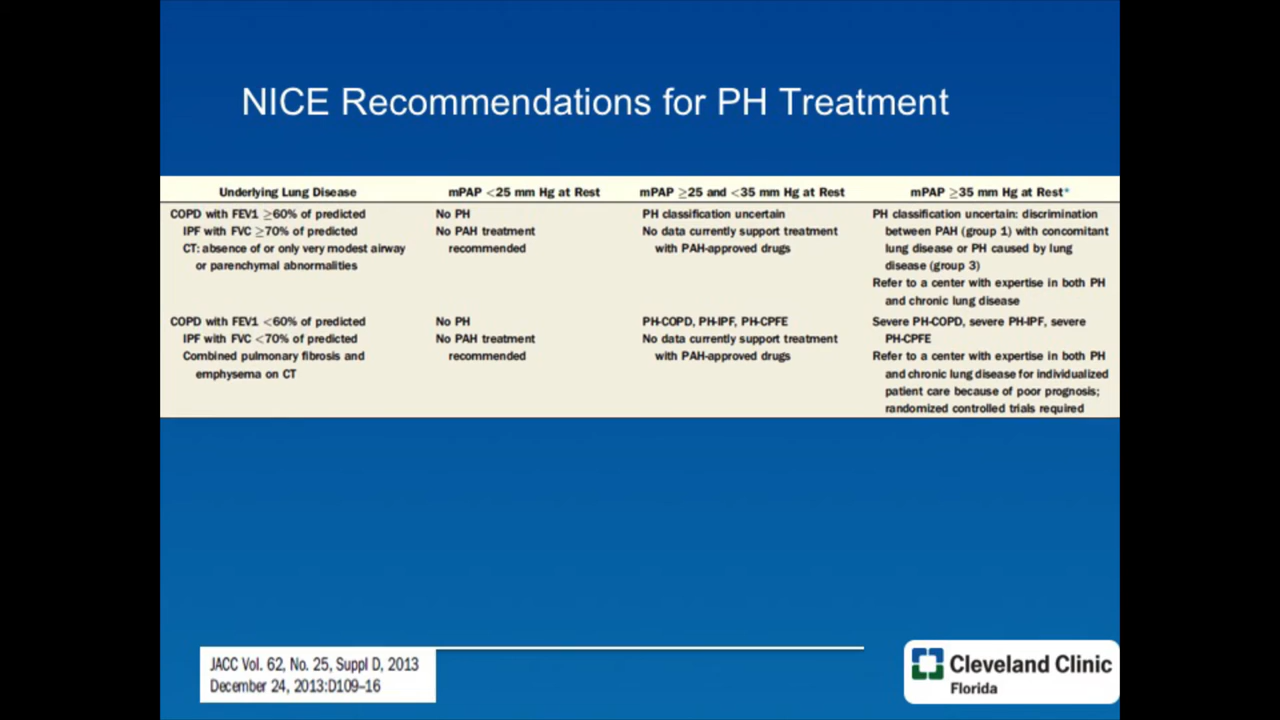 NICE Recommendations for PH Treatment
Underlying Lung Disease mPAP <25 mm Hg at Rest mPAP ≥25 and <35 mm Hg at Rest mPAP ≥35 mm Hg at Rest*
COPD with FEV1 ≥60% of predicted
IPF with FVC ≥70% of predicted
CT: absence of or only very modest airway
or parenchymal abnormalities
No PH
No PAH treatment
recommended
PH classification uncertain
No data currently support treatment
with PAH-approved drugs
PH classification uncertain: discrimination
between PAH (group 1) with concomitant
lung disease or PH caused by lung
disease (group 3)
Refer to a center with expertise in both PH
and chronic lung disease
COPD with FEV1 <60% of predicted
IPF with FVC <70% of predicted
Combined pulmonary fibrosis and
emphysema on CT
No PH
No PAH treatment
recommended
PH-COPD, PH-IPF, PH-CPFE
No data currently support treatment
with PAH-approved drugs
Severe PH-COPD, severe PH-IPF, severe
PH-CPFE
Refer to a center with expertise in both PH
and chronic lung disease for individualized
patient care because of poor prognosis;
randomized controlled trials required
JACC Vol. 62, No. 25, Suppl D, 2013
December 24, 2013:D109–16
Cleveland Clinic
Florida